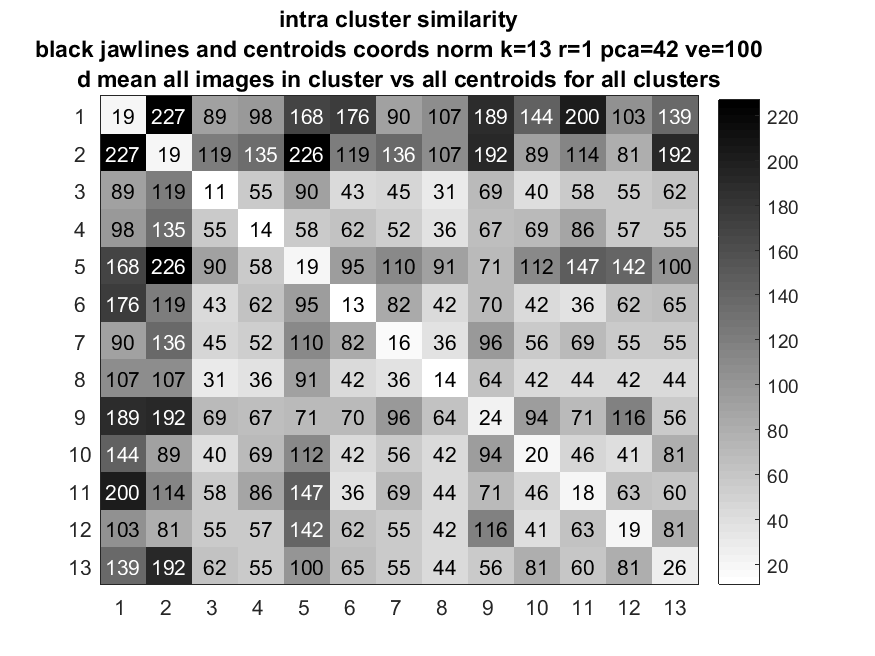 intra cluster similarity
black jawlines and centroids coords norm k=13 r=1 pca=42 ve=100
d mean all images in cluster vs all centroids for all clusters
1 19 227 89 98 168 176 90 107 189 144 200 103 139
2 227 19 119 135 226 119 136 107 192 89 114 81 192
3 89 119 11 55 90 43 45 31 69 40 58 55 62
4 98 135 55 14 58 62 52 36 67 69 86 57 55
5 168 226 90 58 19 95 110 91 71 112 147 142 100
6 176 119 43 62 95 13 82 42 70 42 36 62 65
7 90 136 45 52 110 82 16 36 96 56 69 55 55
8 107 107 31 36 91 42 36 14 64 42 44 42 44
9 189 192 69 67 71 70 96 64 24 94 71 116 56
10 144 89 40 69 112 42 56 42 94 20 46 41 81
11 200 114 58 86 147 36 69 44 71 46 18 63 60
12 103 81 55 57 142 62 55 42 116 41 63 19 81
13 139 192 62 55 100 65 55 44 56 81 60 81 26
1 2 3 4 5 6 7 8 9 10 11 12 13
220
200
180
160
140
120
100
80
60
40
20